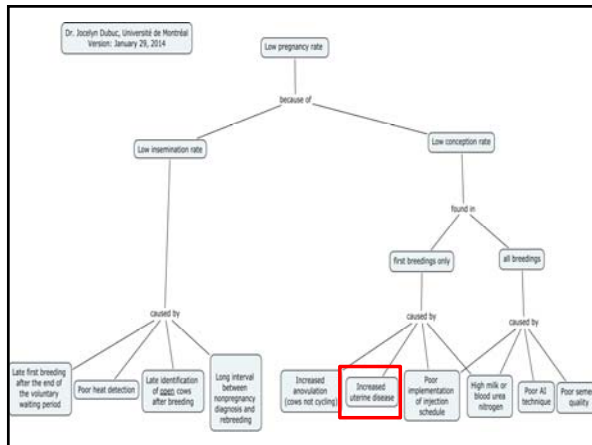 Dr. Jocelyn Dubuc, Université de Montréal
Version: January 29, 2014
Low pregnancy rate
because of
Low insemination rate
Low conception rate
found in
first breedings only
all breedings
caused by
caused by
caused by
Late first breeding
after the end of
the voluntary
waiting period
Poor heat detection
Late identification
of open cows
after breeding
Long interval
between
nonpregnancy
diagnosis and
rebreeding
Increased
anovulation
(cows not cycling)
Increased
uterine disease
Poor
implementation
of injection
schedule
High milk or
blood urea
nitrogen
Poor AI
technique
Poor semen
quality